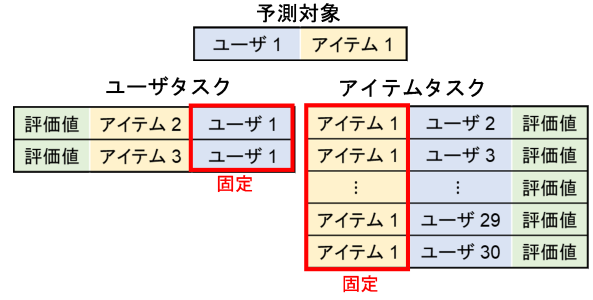 予測対象
ユーザ 1 アイテム 1
ユーザタスク
評価値 アイテム 2 ユーザ 1
評価値 アイテム 3 ユーザ 1
固定
アイテムタスク
アイテム 1 ユーザ 2 評価値
アイテム 1 ユーザ 3 評価値
⋮ ⋮ 評価値
アイテム 1 ユーザ 29 評価値
アイテム 1 ユーザ 30 評価値
固定